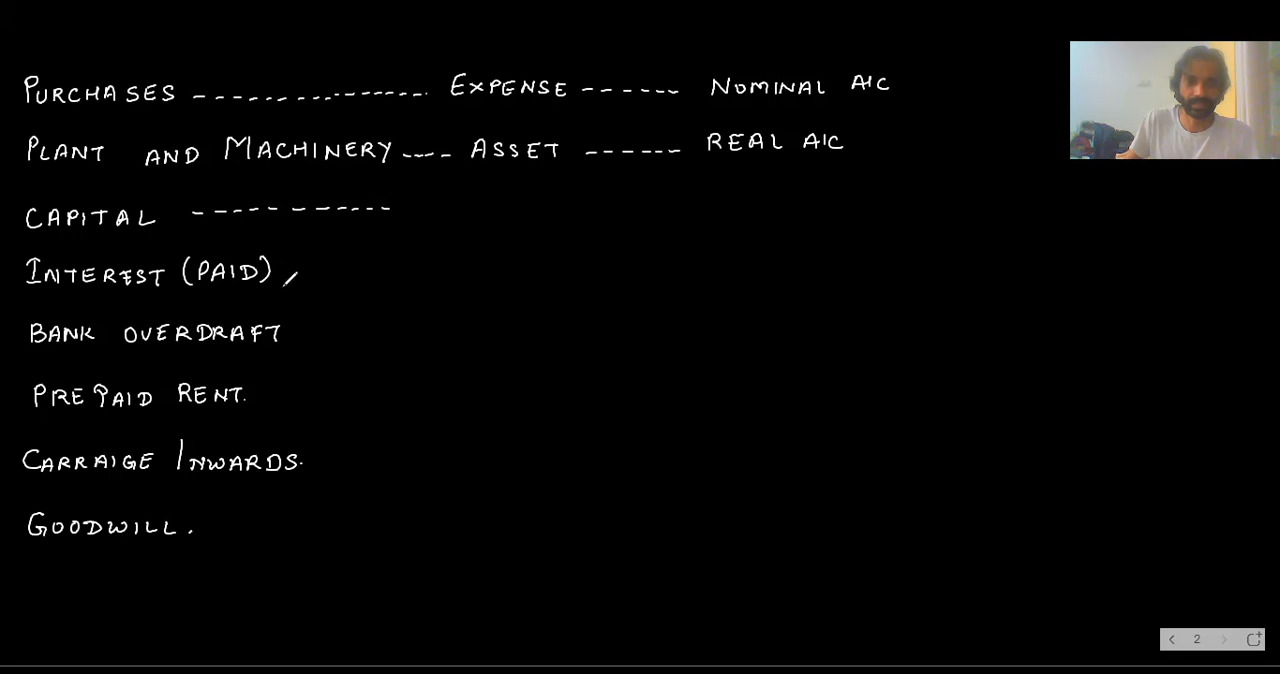 PURCHASES ---------------- EXPENSE ------ NOMINAL A/C
PLANT AND MACHINERY ---- ASSET ------ REAL A/C
CAPITAL -----------
INTEREST (PAID) /
BANK OVERDRAFT
PREPAID RENT.
CARRAIGE INWARDS.
GOODWILL.
2